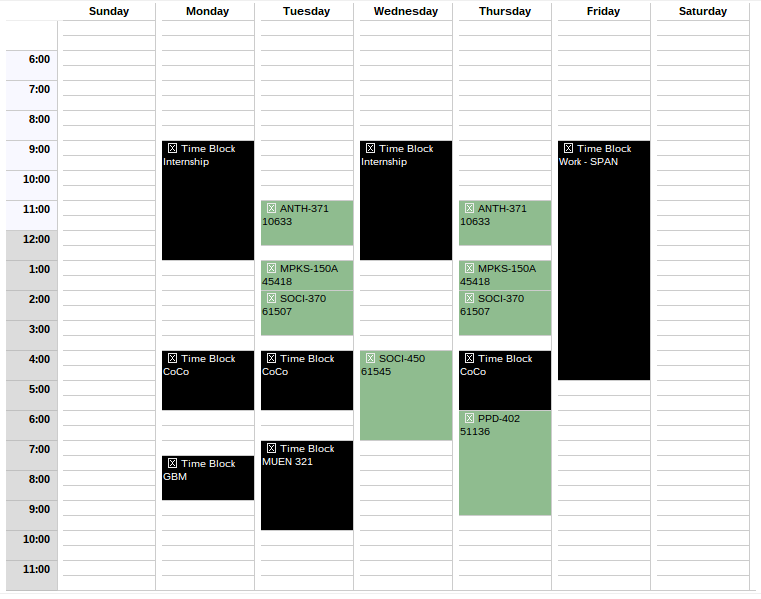 Sunday Monday Tuesday Wednesday Thursday Friday Saturday
6:00
7:00
8:00
9:00
10:00
11:00
12:00
1:00
2:00
3:00
4:00
5:00
6:00
7:00
8:00
9:00
10:00
11:00
Time Block
Internship
Time Block
CoCo
Time Block
GBM
ANTH-371
10633
MPKS-150A
45418
SOCI-370
61507
Time Block
CoCo
Time Block
MUEN 321
Time Block
Internship
SOCI-450
61545
ANTH-371
10633
MPKS-150A
45418
SOCI-370
61507
Time Block
CoCo
PPD-402
51136
Time Block
Work - SPAN